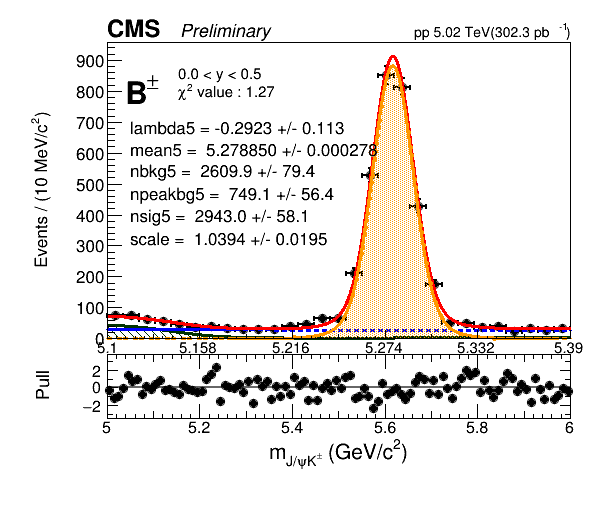 CMS Preliminary pp 5.02 TeV(302.3 pb⁻¹)
B± 0.0 < y < 0.5
χ² value : 1.27
lambda5 = -0.2923 +/- 0.113
mean5 = 5.278850 +/- 0.000278
nbkg5 = 2609.9 +/- 79.4
npeakbg5 = 749.1 +/- 56.4
nsig5 = 2943.0 +/- 58.1
scale = 1.0394 +/- 0.0195
Events / (10 MeV/c²)
900
800
700
600
500
400
300
200
100
0
5.1 5.158 5.216 5.274 5.332 5.39
Pull
2
0
−2
5 5.2 5.4 5.6 5.8 6
m_J/ψK± (GeV/c²)